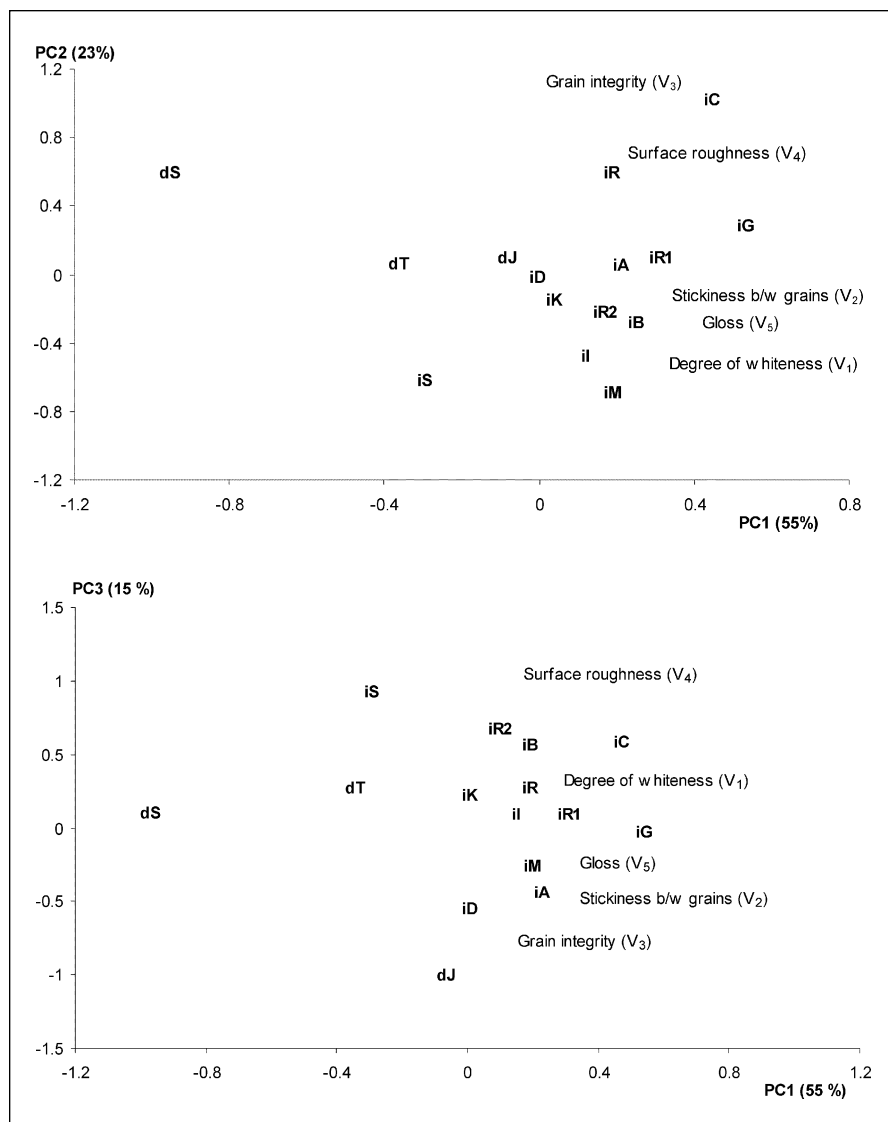 PC2 (23%)
1.2
Grain integrity (V3)
iC
0.8
Surface roughness (V4)
dS
iR
0.4
iG
dT
dJ
iA
iR1
0
iD
iK
Stickiness b/w grains (V2)
iR2
iB
Gloss (V5)
-0.4
iI
Degree of whiteness (V1)
iS
iM
-0.8
-1.2
-1.2 -0.8 -0.4 0 0.4 0.8
PC1 (55%)
PC3 (15 %)
1.5
1
Surface roughness (V4)
iS
iR2
iB
iC
0.5
dT
iK
iR
Degree of whiteness (V1)
dS
iI
iR1
0
iG
iM
Gloss (V5)
iA
Stickiness b/w grains (V2)
-0.5
iD
Grain integrity (V3)
-1
dJ
-1.5
-1.2 -0.8 -0.4 0 0.4 0.8 1.2
PC1 (55 %)